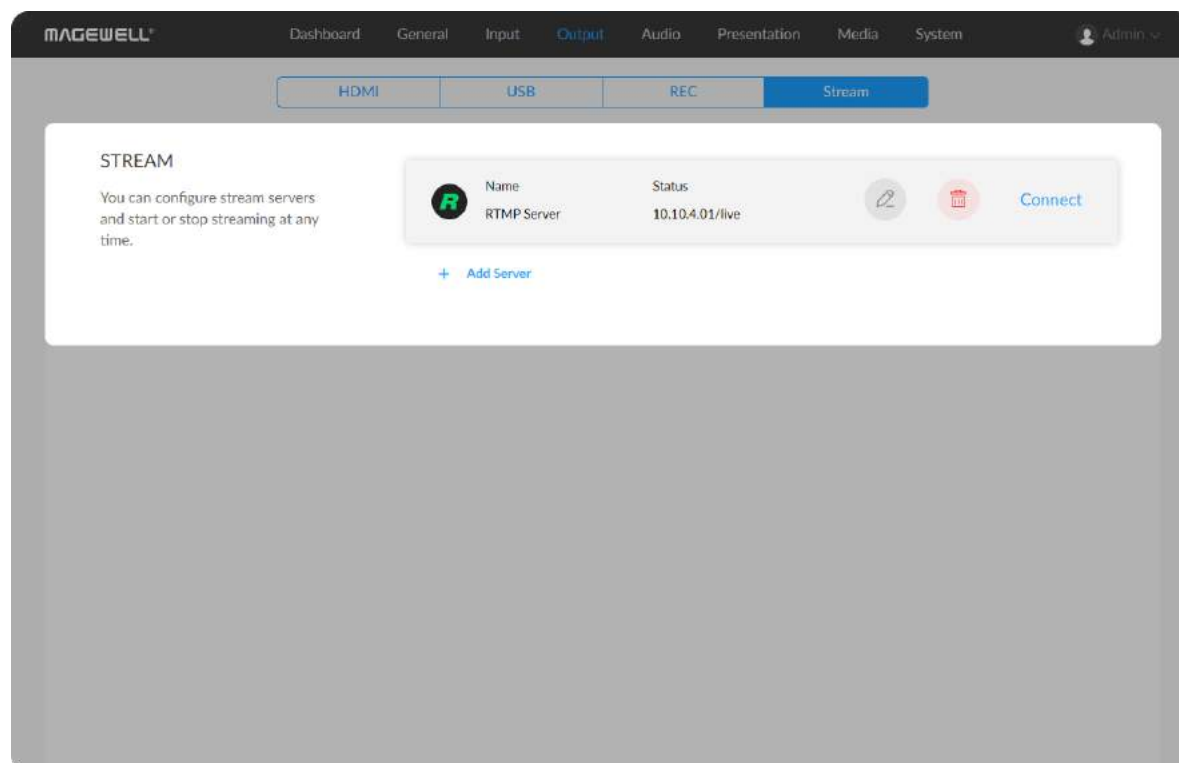 MAGEWELL®
Dashboard General Input Output Audio Presentation Media System Admin
HDMI USB REC Stream
STREAM
You can configure stream servers
and start or stop streaming at any
time.
R
Name Status
RTMP Server 10.10.4.01/live
Connect
+ Add Server